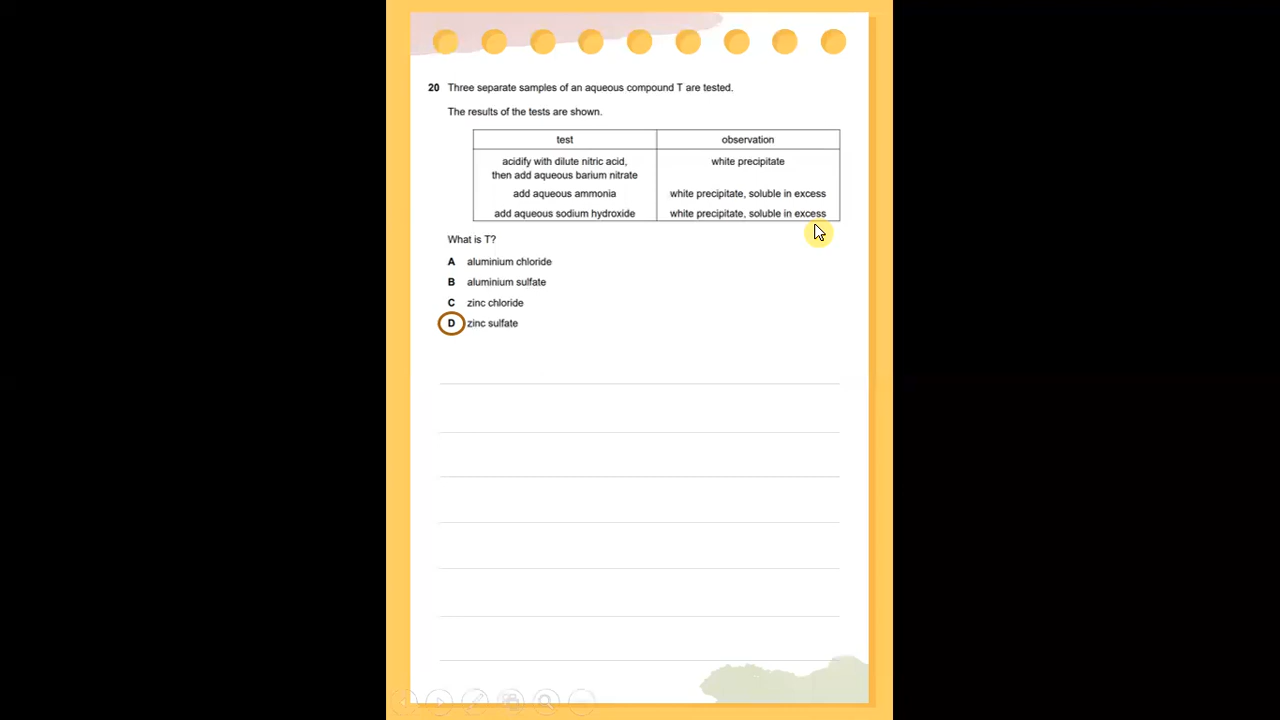 20 Three separate samples of an aqueous compound T are tested.
The results of the tests are shown.
test observation
acidify with dilute nitric acid, white precipitate
then add aqueous barium nitrate
add aqueous ammonia white precipitate, soluble in excess
add aqueous sodium hydroxide white precipitate, soluble in excess
What is T?
A aluminium chloride
B aluminium sulfate
C zinc chloride
D zinc sulfate